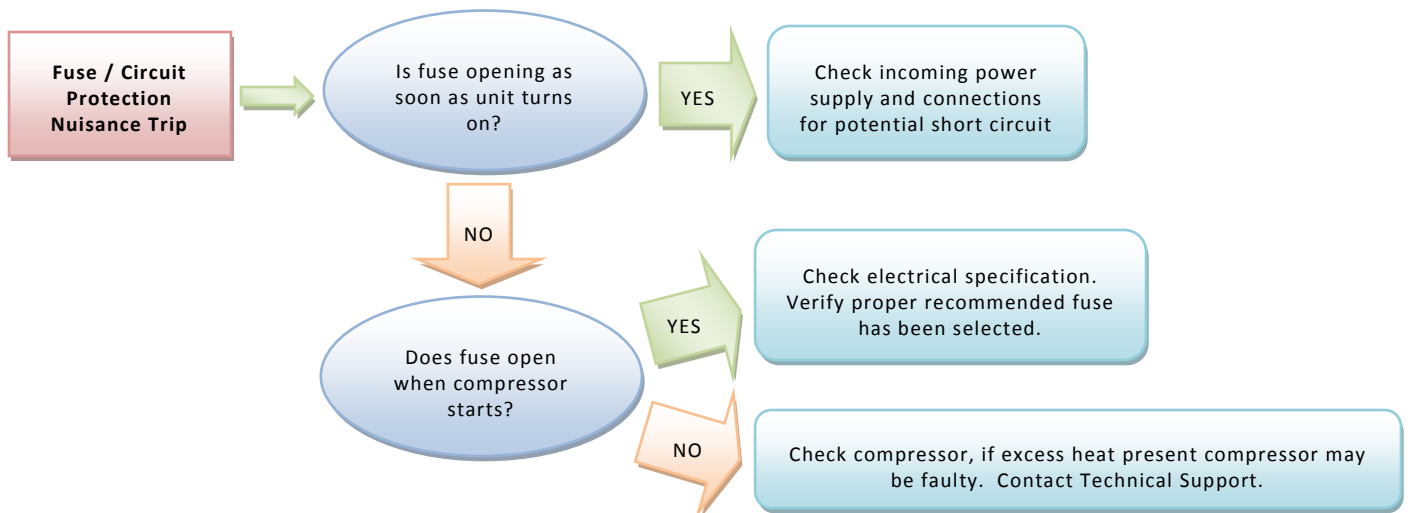 Fuse / Circuit
Protection
Nuisance Trip
Is fuse opening as
soon as unit turns
on?
YES
Check incoming power
supply and connections
for potential short circuit
NO
Does fuse open
when compressor
starts?
YES
Check electrical specification.
Verify proper recommended fuse
has been selected.
NO
Check compressor, if excess heat present compressor may
be faulty. Contact Technical Support.